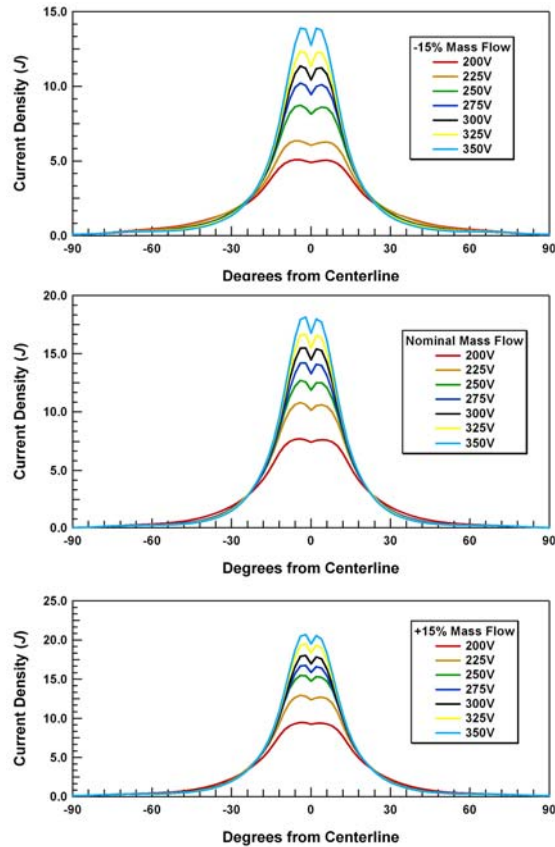 15.0
10.0
5.0
0.0
Current Density (J)
-15% Mass Flow
200V
225V
250V
275V
300V
325V
350V
-90 -60 -30 0 30 60 90
Degrees from Centerline
20.0
15.0
10.0
5.0
0.0
Current Density (J)
Nominal Mass Flow
200V
225V
250V
275V
300V
325V
350V
-90 -60 -30 0 30 60 90
Degrees from Centerline
25.0
20.0
15.0
10.0
5.0
0.0
Current Density (J)
+15% Mass Flow
200V
225V
250V
275V
300V
325V
350V
-90 -60 -30 0 30 60 90
Degrees from Centerline